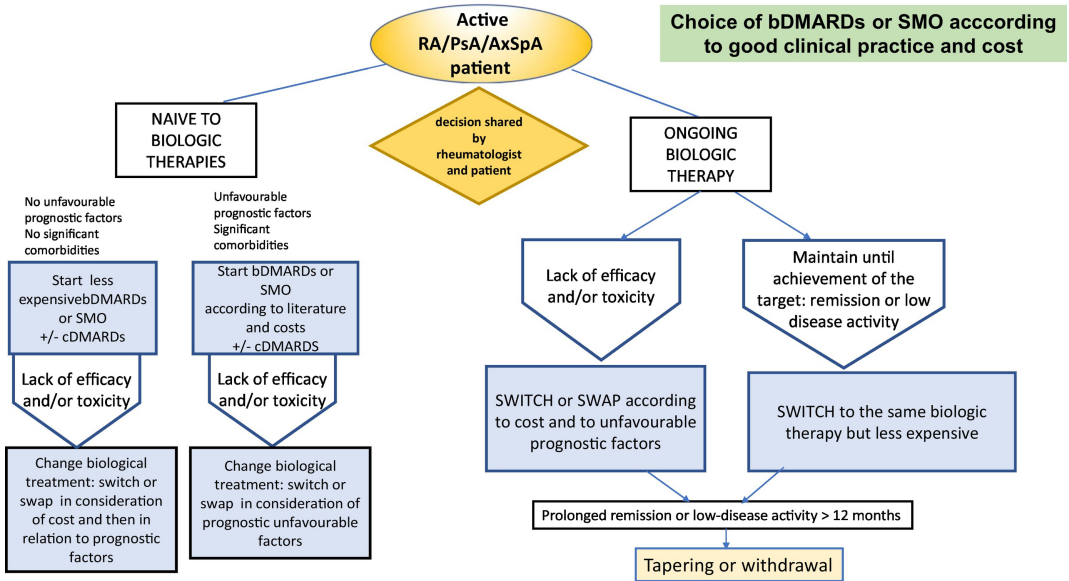 Active
RA/PsA/AxSpA
patient
Choice of bDMARDs or SMO acccording
to good clinical practice and cost
NAIVE TO
BIOLOGIC
THERAPIES
decision shared
by
rheumatologist
and patient
ONGOING
BIOLOGIC
THERAPY
No unfavourable
prognostic factors
No significant
comorbidities
Unfavourable
prognostic factors
Significant
comorbidities
Start less
expensivebDMARDs
or SMO
+/- cDMARDs
Start bDMARDs or
SMO
according to literature
and costs
+/- cDMARDS
Lack of efficacy
and/or toxicity
Lack of efficacy
and/or toxicity
Change biological
treatment: switch or
swap in consideration
of cost and then in
relation to prognostic
factors
Change biological
treatment: switch or
swap in consideration of
prognostic unfavourable
factors
Lack of efficacy
and/or toxicity
Maintain until
achievement of the
target: remission or low
disease activity
SWITCH or SWAP according
to cost and to unfavourable
prognostic factors
SWITCH to the same biologic
therapy but less expensive
Prolonged remission or low-disease activity > 12 months
Tapering or withdrawal